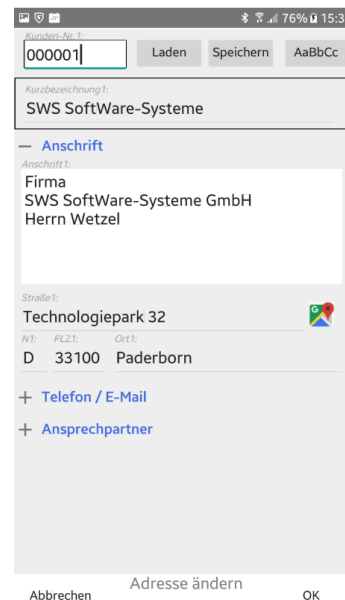 76% 15:3
Kunden-Nr.1:
000001
Laden
Speichern
AaBbCc
Kurzbezeichnung1:
SWS SoftWare-Systeme
— Anschrift
Anschrift1:
Firma
SWS SoftWare-Systeme GmbH
Herrn Wetzel
Straße1:
Technologiepark 32
N1: PLZ1: Ort1:
D 33100 Paderborn
+ Telefon / E-Mail
+ Ansprechpartner
Adresse ändern
Abbrechen
OK